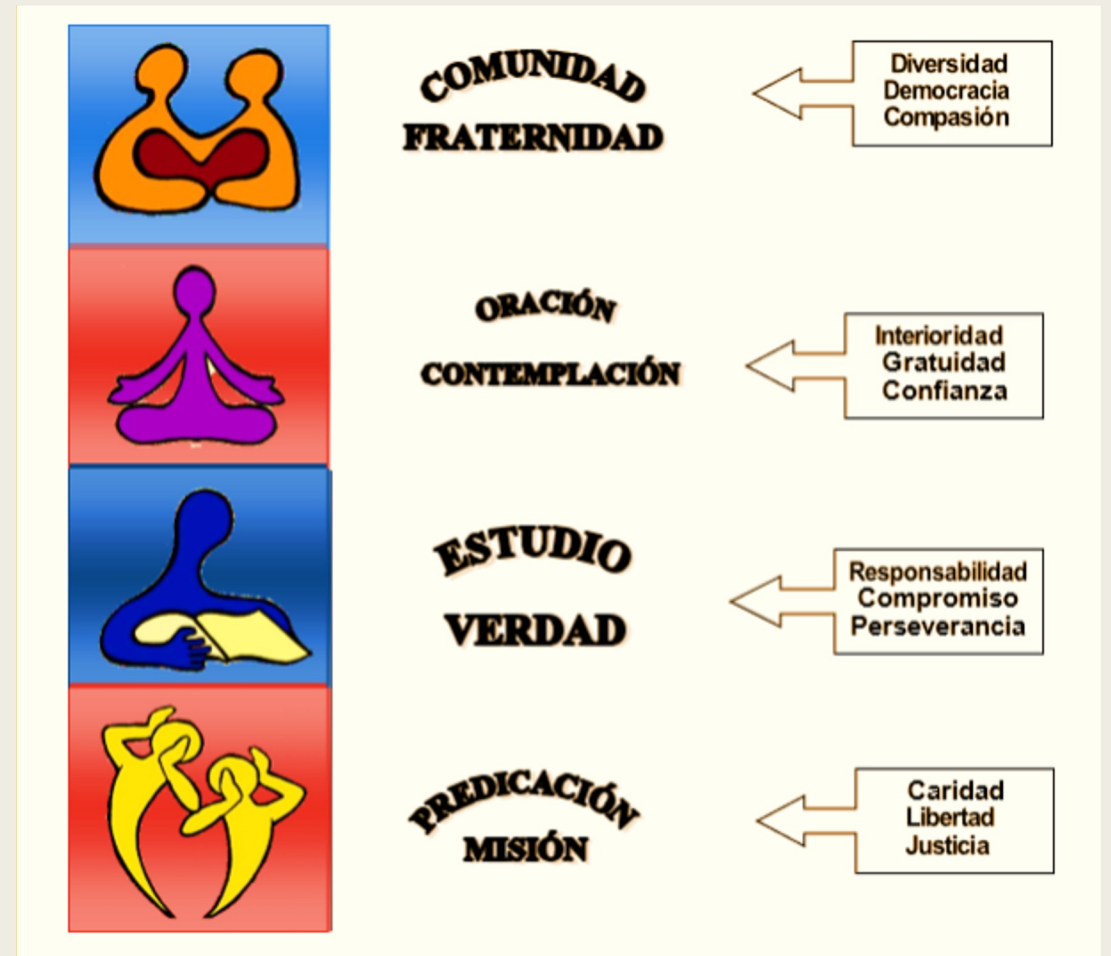 COMUNIDAD
FRATERNIDAD
Diversidad
Democracia
Compasión
ORACIÓN
CONTEMPLACIÓN
Interioridad
Gratuidad
Confianza
ESTUDIO
VERDAD
Responsabilidad
Compromiso
Perseverancia
PREDICACIÓN
MISIÓN
Caridad
Libertad
Justicia